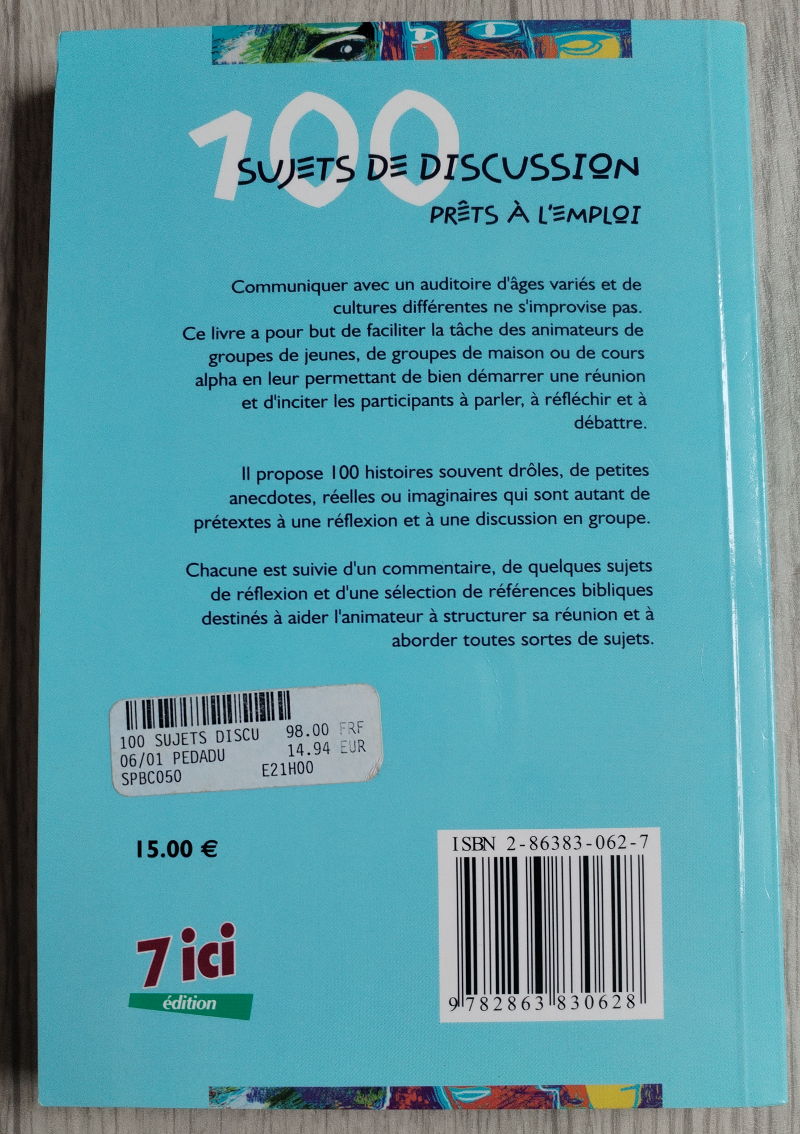 100
SUJETS DE DISCUSSION
PRÊTS À L'EMPLOI
Communiquer avec un auditoire d'âges variés et de
cultures différentes ne s'improvise pas.
Ce livre a pour but de faciliter la tâche des animateurs de
groupes de jeunes, de groupes de maison ou de cours
alpha en leur permettant de bien démarrer une réunion
et d'inciter les participants à parler, à réfléchir et à
débattre.
Il propose 100 histoires souvent drôles, de petites
anecdotes, réelles ou imaginaires qui sont autant de
prétextes à une réflexion et à une discussion en groupe.
Chacune est suivie d'un commentaire, de quelques sujets
de réflexion et d'une sélection de références bibliques
destinés à aider l'animateur à structurer sa réunion et à
aborder toutes sortes de sujets.
100 SUJETS DISCU 98.00 FRF
06/01 PEDADU 14.94 EUR
SPBC050 E21H00
15.00 €
ISBN 2-86383-062-7
9 782863 830628
7 ici
édition